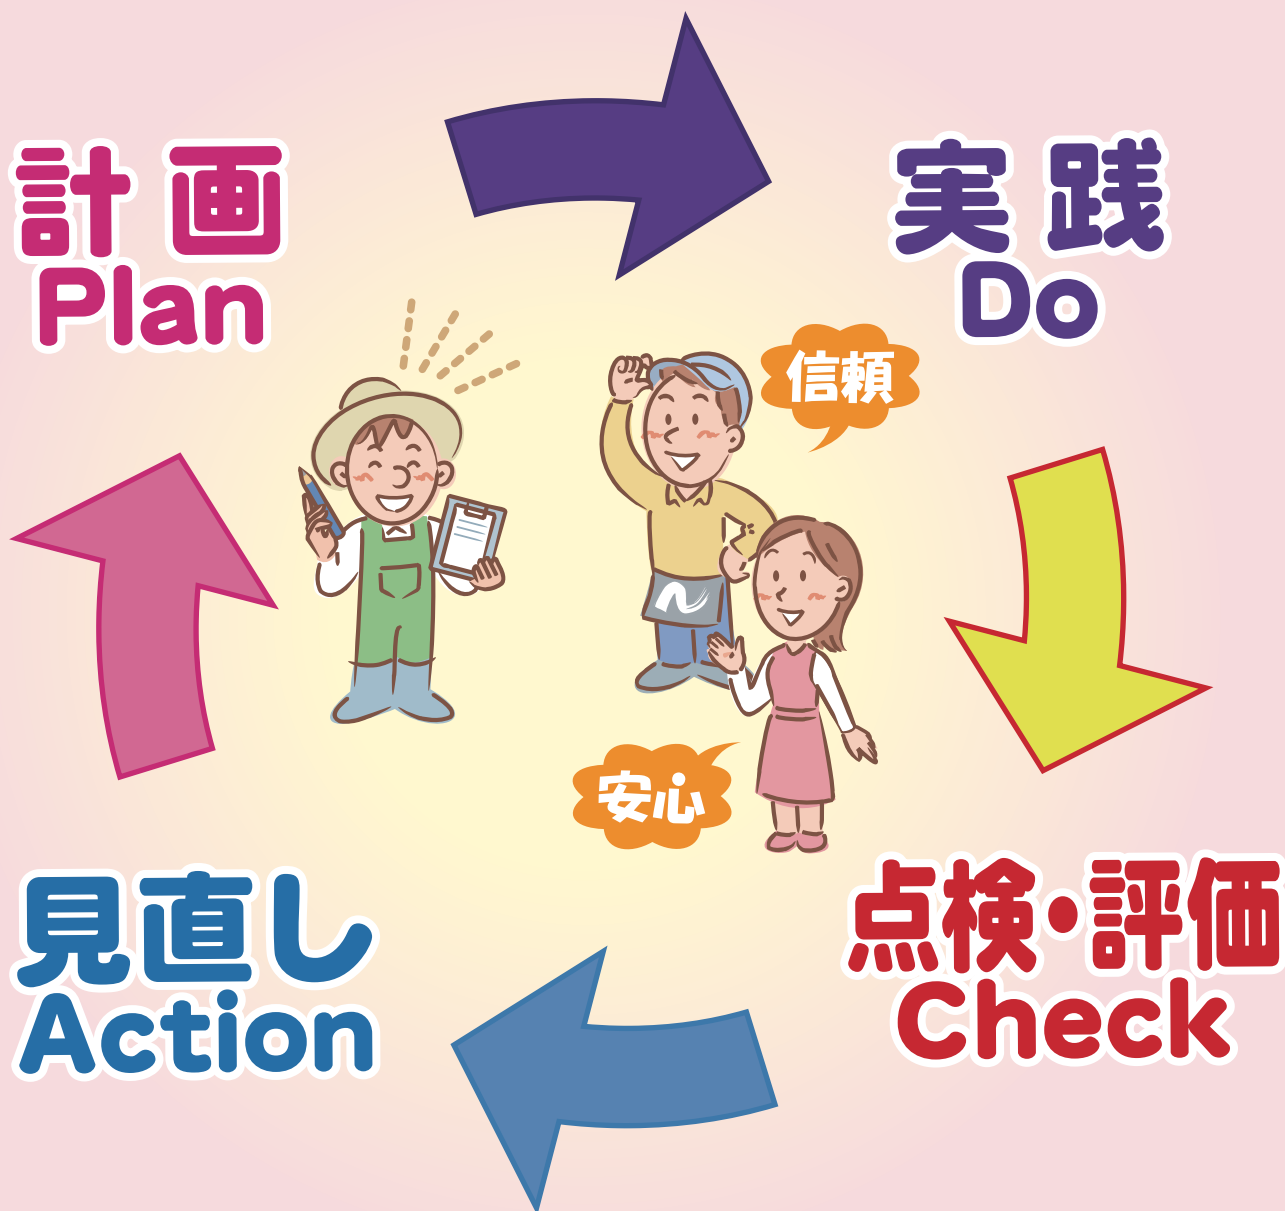 計画
Plan
実践
Do
信頼
安心
点検・評価
Check
見直し
Action